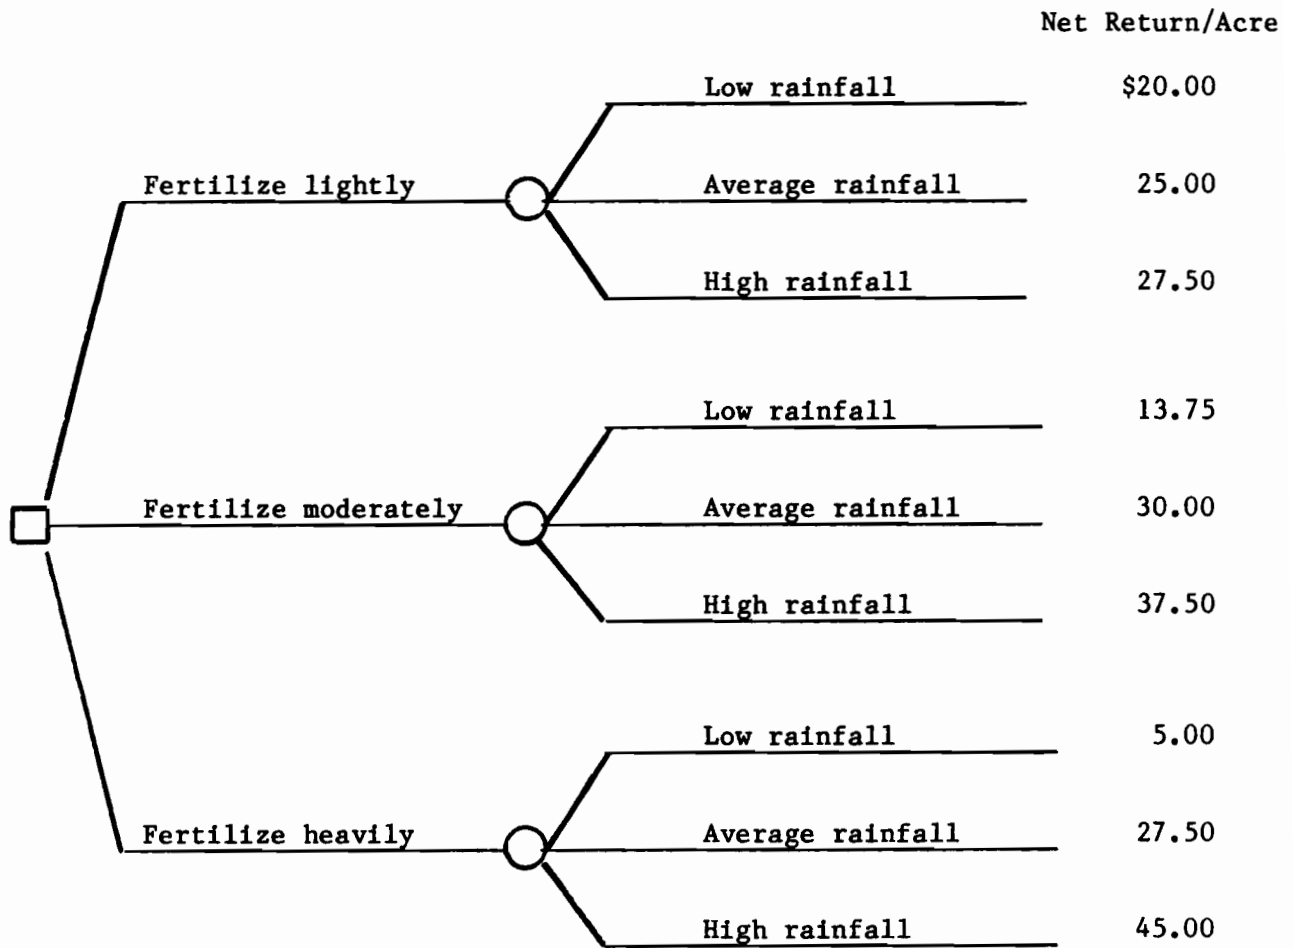 Net Return/Acre
Low rainfall $20.00
Fertilize lightly Average rainfall 25.00
High rainfall 27.50
Low rainfall 13.75
Fertilize moderately Average rainfall 30.00
High rainfall 37.50
Low rainfall 5.00
Fertilize heavily Average rainfall 27.50
High rainfall 45.00